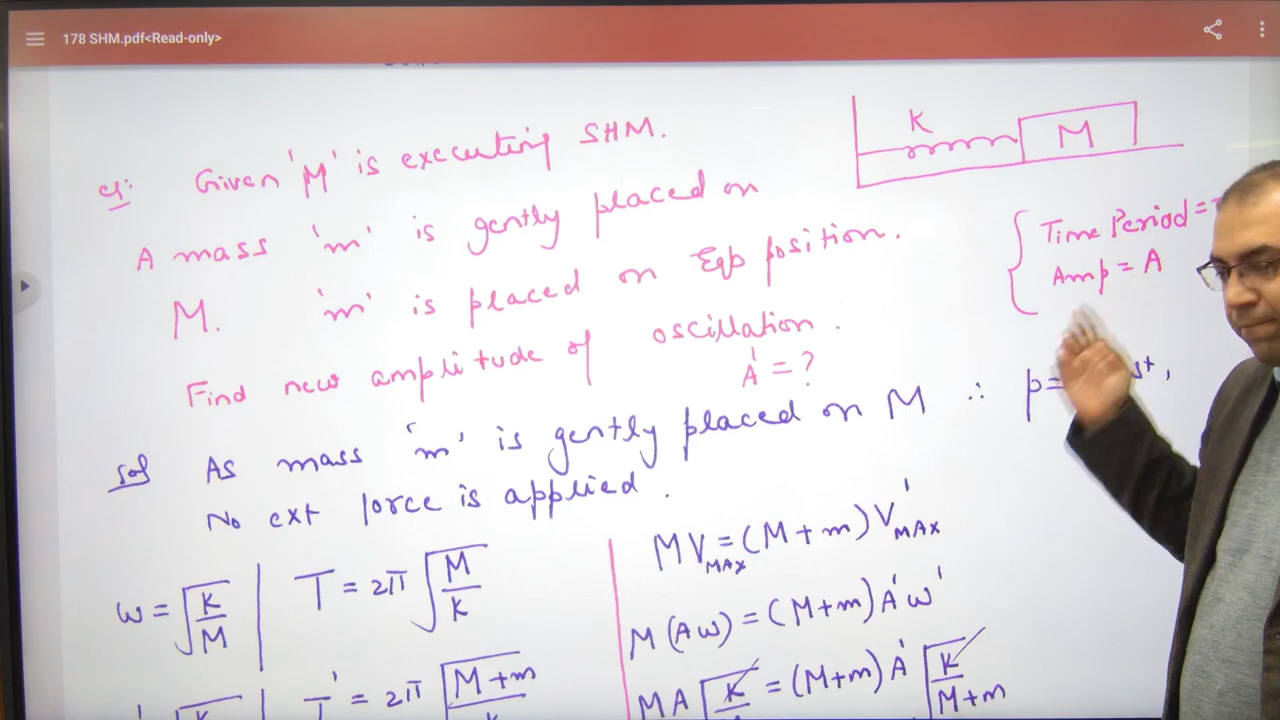 178 SHM.pdf<Read-only>
K
M
Q: Given 'M' is executing SHM.
A mass 'm' is gently placed on
M. 'm' is placed on Eqb position.
Find new amplitude of oscillation.
A' = ?
{ Time Period =
Amp = A
Sol As mass 'm' is gently placed on M ∴ p=
No ext force is applied.
ω = √(K/M) | T = 2π √(M/K)
T' = 2π √(M+m
MV_MAX = (M+m) V'_MAX
M (Aω) = (M+m) A' ω'
MA √(K = (M+m) A' √(K/(M+m))